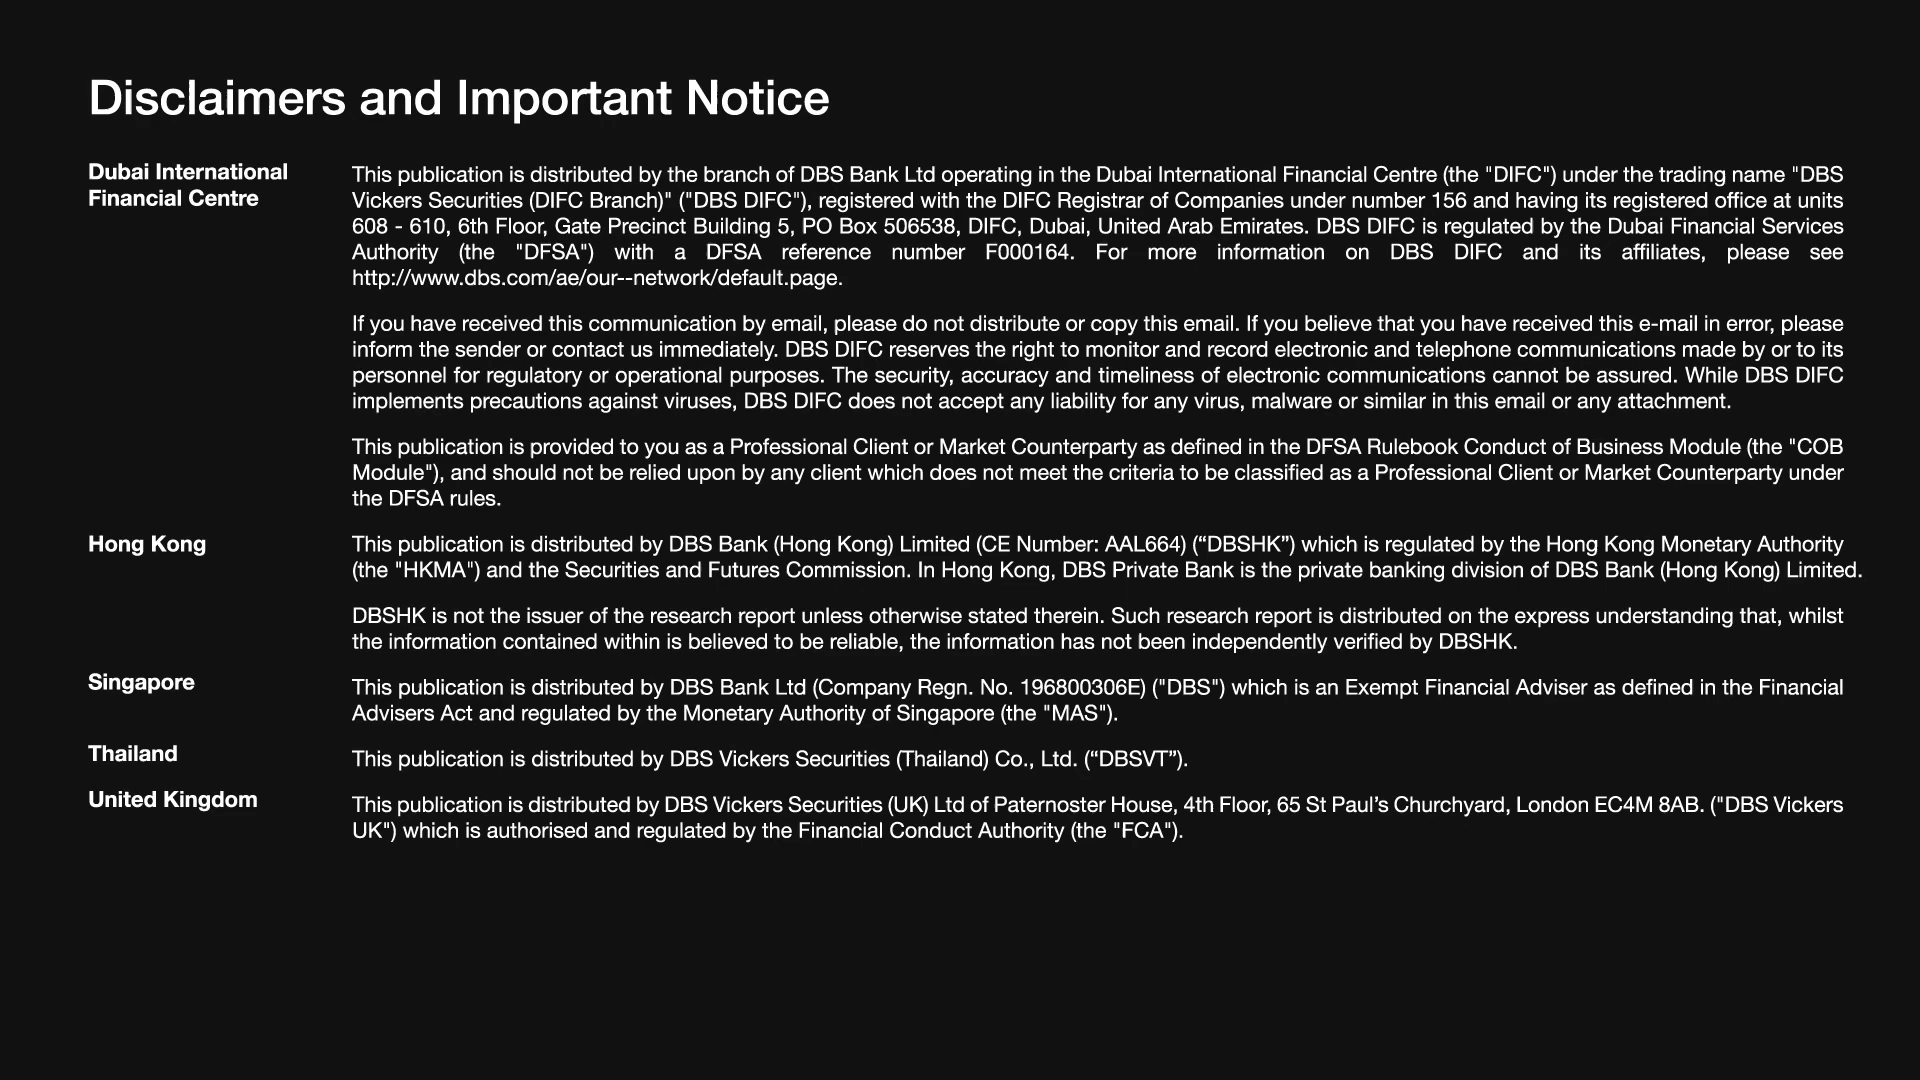 Disclaimers and Important Notice
Dubai International
Financial Centre
This publication is distributed by the branch of DBS Bank Ltd operating in the Dubai International Financial Centre (the "DIFC") under the trading name "DBS
Vickers Securities (DIFC Branch)" ("DBS DIFC"), registered with the DIFC Registrar of Companies under number 156 and having its registered office at units
608 - 610, 6th Floor, Gate Precinct Building 5, PO Box 506538, DIFC, Dubai, United Arab Emirates. DBS DIFC is regulated by the Dubai Financial Services
Authority (the "DFSA") with a DFSA reference number F000164. For more information on DBS DIFC and its affiliates, please see
http://www.dbs.com/ae/our--network/default.page.
If you have received this communication by email, please do not distribute or copy this email. If you believe that you have received this e-mail in error, please
inform the sender or contact us immediately. DBS DIFC reserves the right to monitor and record electronic and telephone communications made by or to its
personnel for regulatory or operational purposes. The security, accuracy and timeliness of electronic communications cannot be assured. While DBS DIFC
implements precautions against viruses, DBS DIFC does not accept any liability for any virus, malware or similar in this email or any attachment.
This publication is provided to you as a Professional Client or Market Counterparty as defined in the DFSA Rulebook Conduct of Business Module (the "COB
Module"), and should not be relied upon by any client which does not meet the criteria to be classified as a Professional Client or Market Counterparty under
the DFSA rules.
Hong Kong
This publication is distributed by DBS Bank (Hong Kong) Limited (CE Number: AAL664) (“DBSHK”) which is regulated by the Hong Kong Monetary Authority
(the "HKMA") and the Securities and Futures Commission. In Hong Kong, DBS Private Bank is the private banking division of DBS Bank (Hong Kong) Limited.
DBSHK is not the issuer of the research report unless otherwise stated therein. Such research report is distributed on the express understanding that, whilst
the information contained within is believed to be reliable, the information has not been independently verified by DBSHK.
Singapore
This publication is distributed by DBS Bank Ltd (Company Regn. No. 196800306E) ("DBS") which is an Exempt Financial Adviser as defined in the Financial
Advisers Act and regulated by the Monetary Authority of Singapore (the "MAS").
Thailand
This publication is distributed by DBS Vickers Securities (Thailand) Co., Ltd. (“DBSVT”).
United Kingdom
This publication is distributed by DBS Vickers Securities (UK) Ltd of Paternoster House, 4th Floor, 65 St Paul’s Churchyard, London EC4M 8AB. ("DBS Vickers
UK") which is authorised and regulated by the Financial Conduct Authority (the "FCA").